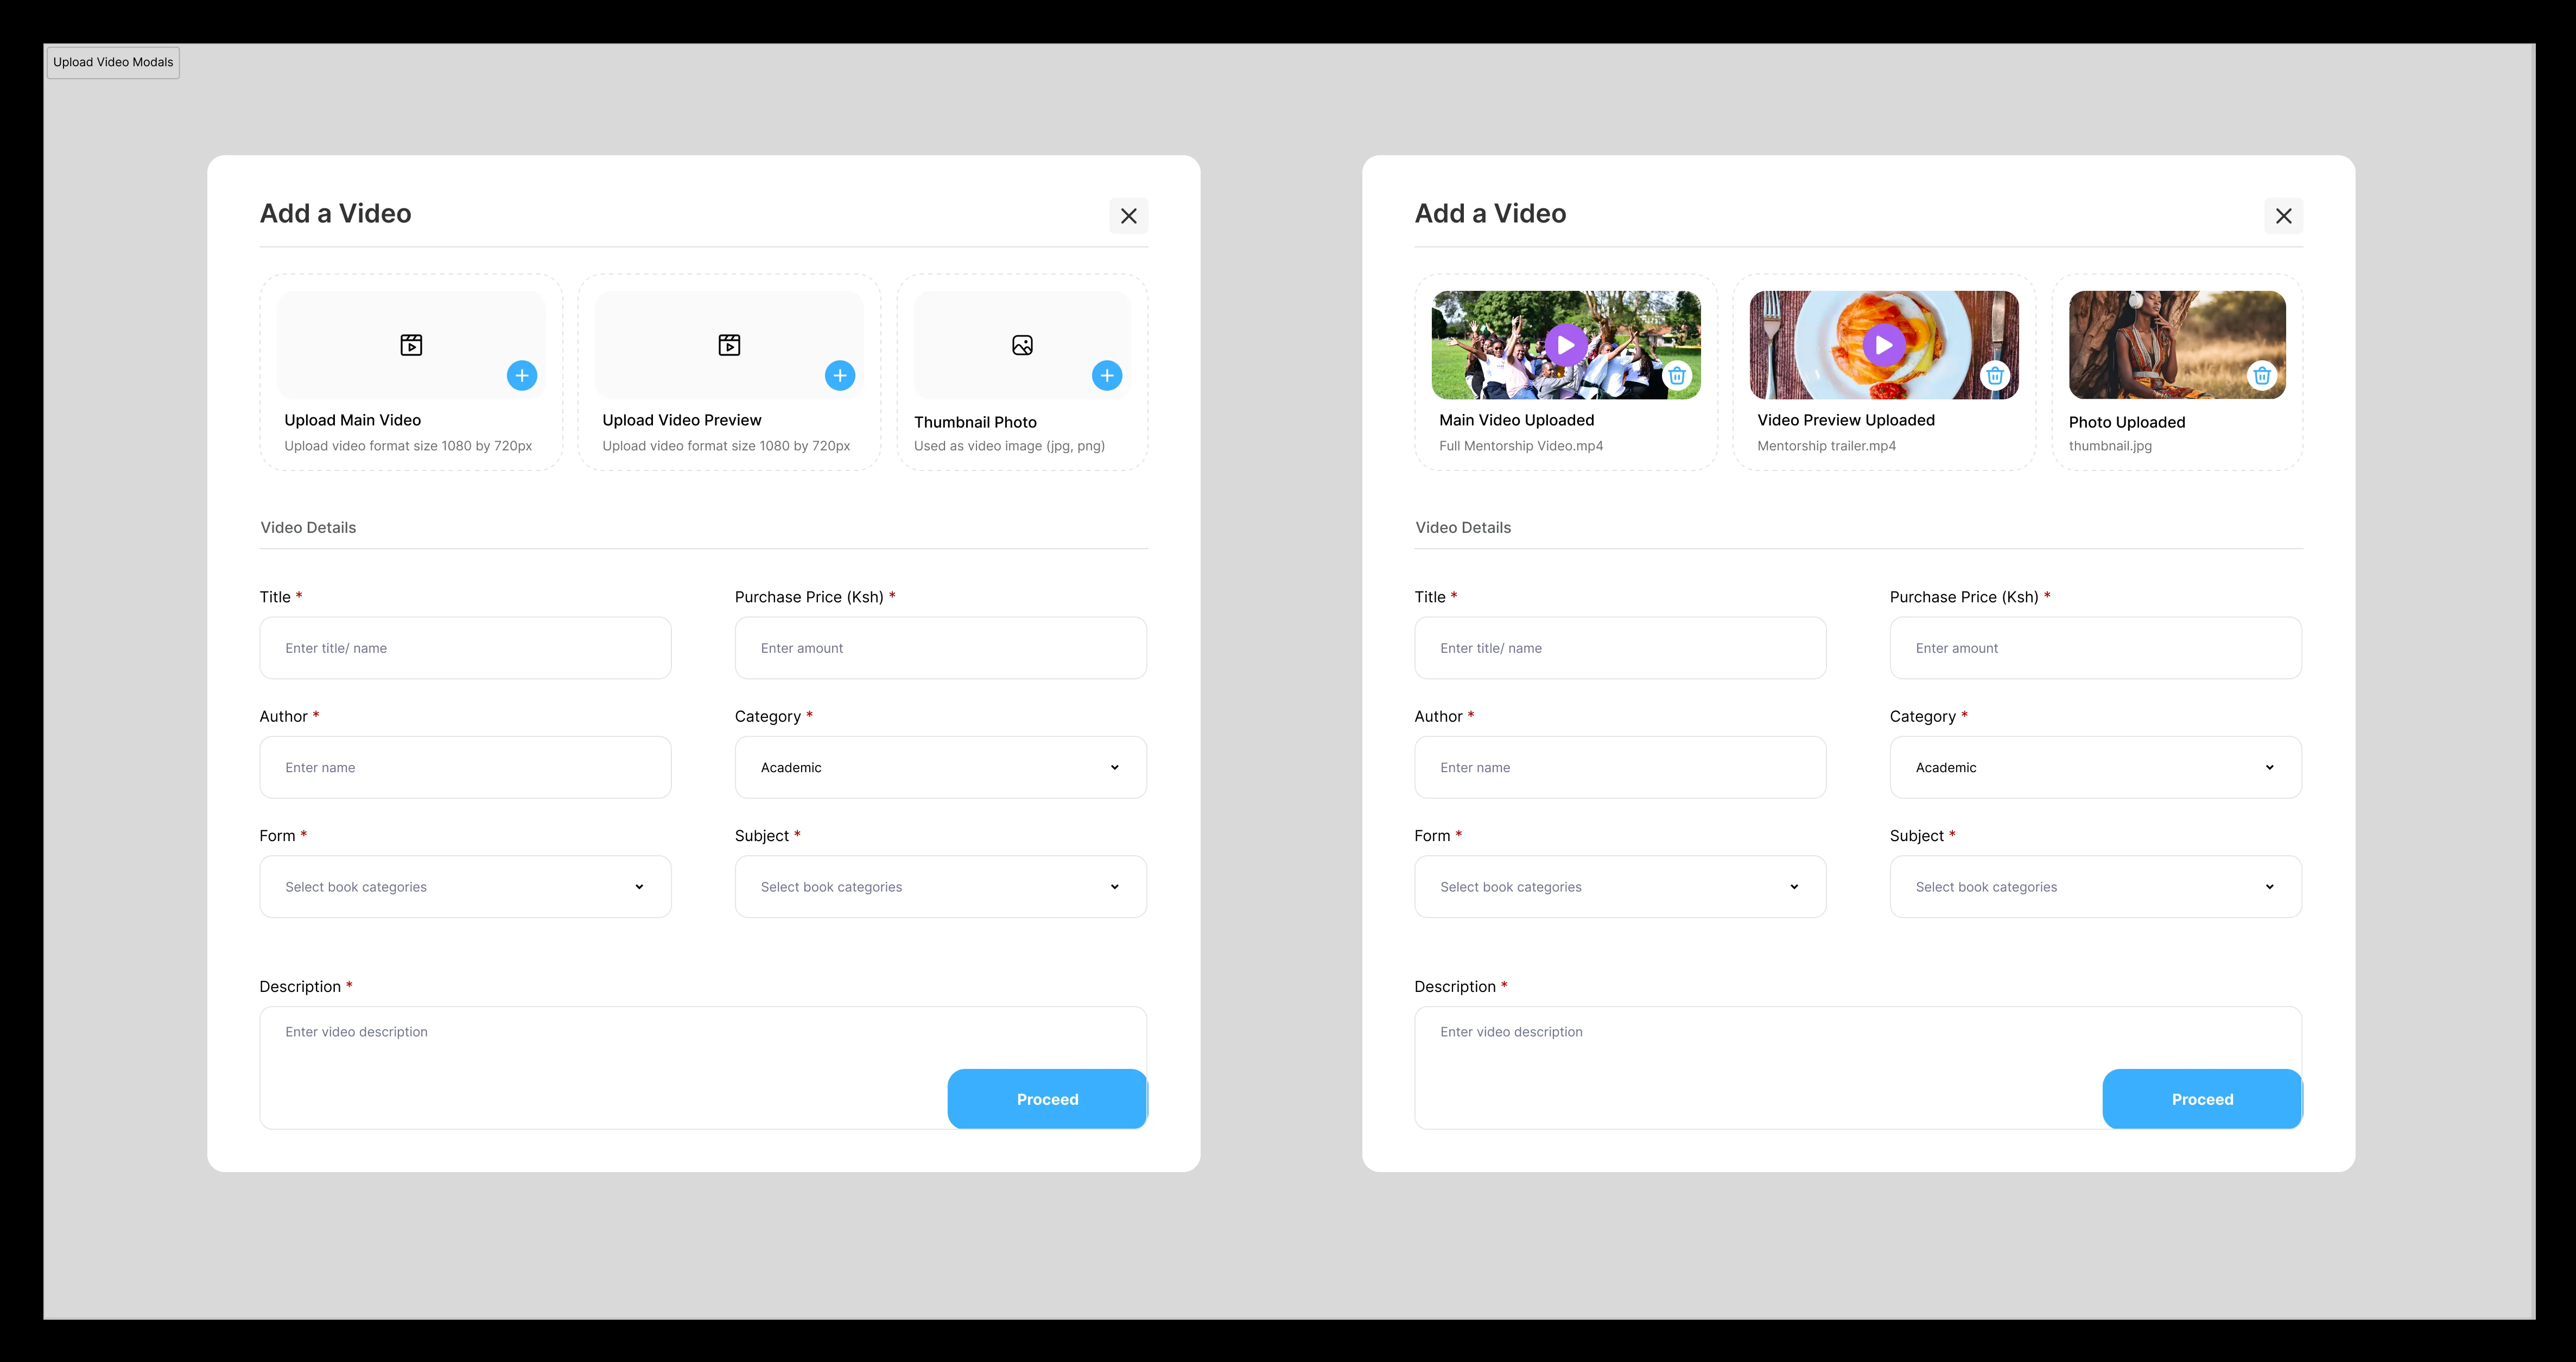 Upload Video Modals
Add a Video
Upload Main Video
Upload video format size 1080 by 720px
Upload Video Preview
Upload video format size 1080 by 720px
Thumbnail Photo
Used as video image (jpg, png)
Video Details
Title *
Enter title/ name
Purchase Price (Ksh) *
Enter amount
Author *
Enter name
Category *
Academic
Form *
Select book categories
Subject *
Select book categories
Description *
Enter video description
Proceed
Add a Video
Main Video Uploaded
Full Mentorship Video.mp4
Video Preview Uploaded
Mentorship trailer.mp4
Photo Uploaded
thumbnail.jpg
Video Details
Title *
Enter title/ name
Purchase Price (Ksh) *
Enter amount
Author *
Enter name
Category *
Academic
Form *
Select book categories
Subject *
Select book categories
Description *
Enter video description
Proceed